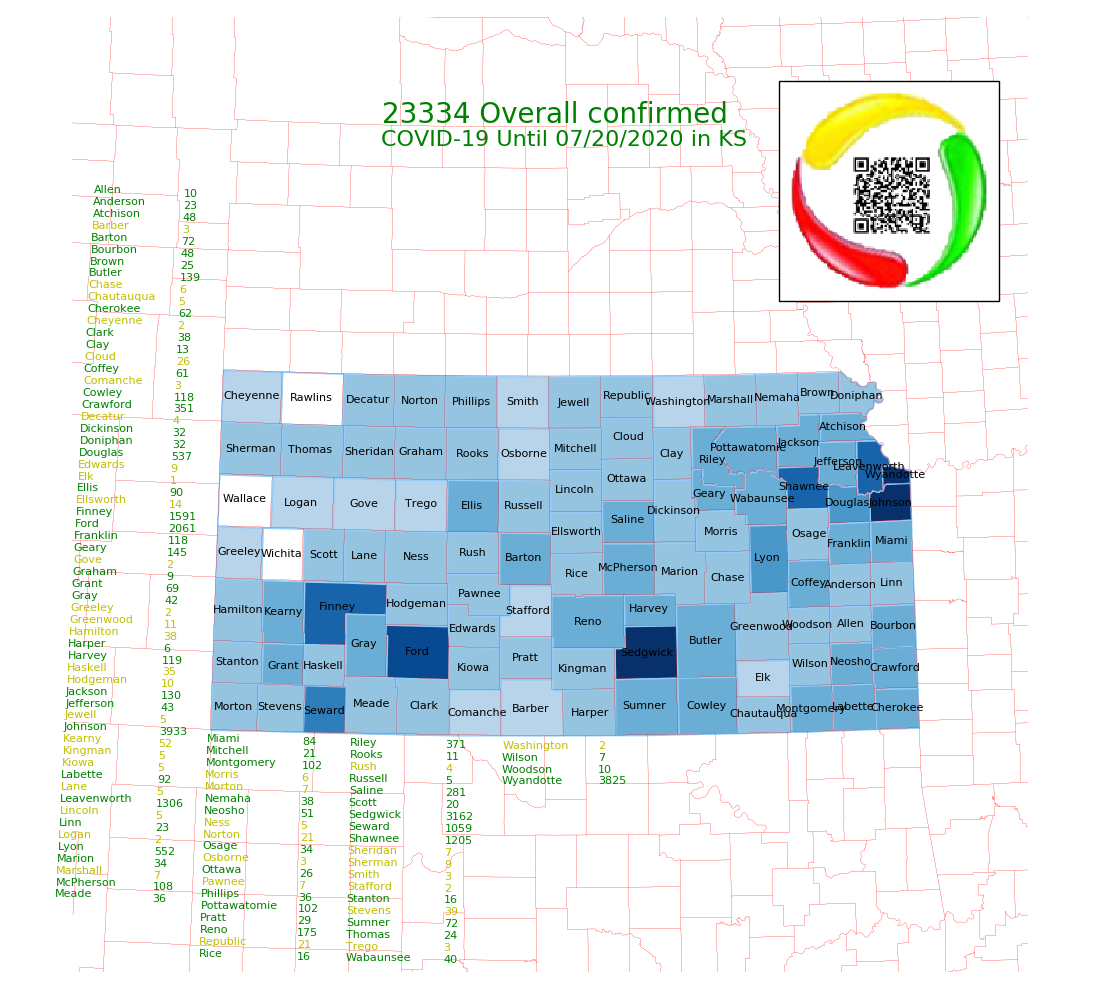 23334 Overall confirmed
COVID-19 Until 07/20/2020 in KS
Allen 10
Anderson 23
Atchison 48
Barber 3
Barton 72
Bourbon 48
Brown 25
Butler 139
Chase 6
Chautauqua 5
Cherokee 62
Cheyenne 2
Clark 38
Clay 13
Cloud 26
Coffey 61
Comanche 3
Cowley 118
Crawford 351
Decatur 4
Dickinson 32
Doniphan 32
Douglas 537
Edwards 9
Elk 1
Ellis 90
Ellsworth 14
Finney 1591
Ford 2061
Franklin 118
Geary 145
Gove 2
Graham 9
Grant 69
Gray 42
Greeley 2
Greenwood 11
Hamilton 38
Harper 6
Harvey 119
Haskell 35
Hodgeman 10
Jackson 130
Jefferson 43
Jewell 5
Johnson 3933
Kearny 52
Kingman 5
Kiowa 5
Labette 92
Lane 5
Leavenworth 1306
Lincoln 5
Linn 23
Logan 2
Lyon 552
Marion 34
Marshall 7
McPherson 108
Meade 36
Miami 84
Mitchell 21
Montgomery 102
Morris 6
Morton 7
Nemaha 38
Neosho 51
Ness 5
Norton 21
Osage 34
Osborne 3
Ottawa 26
Pawnee 7
Phillips 36
Pottawatomie 102
Pratt 29
Reno 175
Republic 21
Rice 16
Riley 371
Rooks 11
Rush 4
Russell 5
Saline 281
Scott 20
Sedgwick 3162
Seward 1059
Shawnee 1205
Sheridan 7
Sherman 9
Smith 3
Stafford 2
Stanton 16
Stevens 39
Sumner 72
Thomas 24
Trego 3
Wabaunsee 40
Washington 2
Wilson 7
Woodson 10
Wyandotte 3825
Cheyenne Rawlins Decatur Norton Phillips Smith Jewell Republic Washington Marshall Nemaha Brown Doniphan
Sherman Thomas Sheridan Graham Rooks Osborne Mitchell Cloud Clay Riley Pottawatomie Jackson Atchison
Jefferson Leavenworth Wyandotte
Wallace Logan Gove Trego Ellis Russell Lincoln Ottawa Dickinson Geary Wabaunsee Shawnee Douglas Johnson
Greeley Wichita Scott Lane Ness Rush Barton Ellsworth Saline Morris Osage Franklin Miami
Rice McPherson Marion Chase Lyon Coffey Anderson Linn
Hamilton Kearny Finney Hodgeman Pawnee Stafford Reno Harvey Butler Greenwood Woodson Allen Bourbon
Stanton Grant Haskell Gray Ford Edwards Kiowa Pratt Kingman Sedgwick Elk Wilson Neosho Crawford
Morton Stevens Seward Meade Clark Comanche Barber Harper Sumner Cowley Chautauqua Montgomery Labette Cherokee